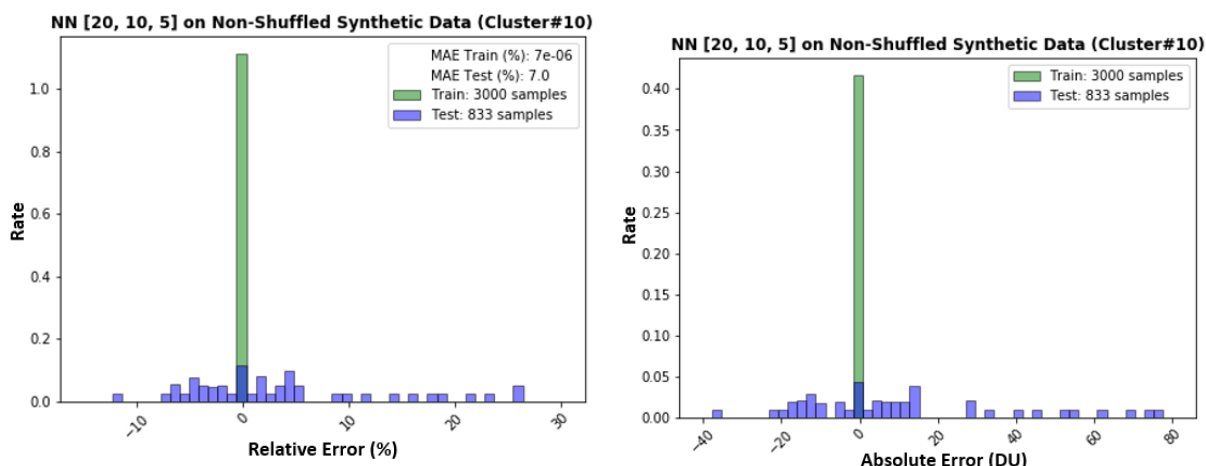 NN [20, 10, 5] on Non-Shuffled Synthetic Data (Cluster#10)
MAE Train (%): 7e-06
MAE Test (%): 7.0
Train: 3000 samples
Test: 833 samples
1.0
0.8
0.6
0.4
0.2
0.0
Rate
−10
0
10
20
30
Relative Error (%)
NN [20, 10, 5] on Non-Shuffled Synthetic Data (Cluster#10)
Train: 3000 samples
Test: 833 samples
0.40
0.35
0.30
0.25
0.20
0.15
0.10
0.05
0.00
Rate
−40
−20
0
20
40
60
80
Absolute Error (DU)